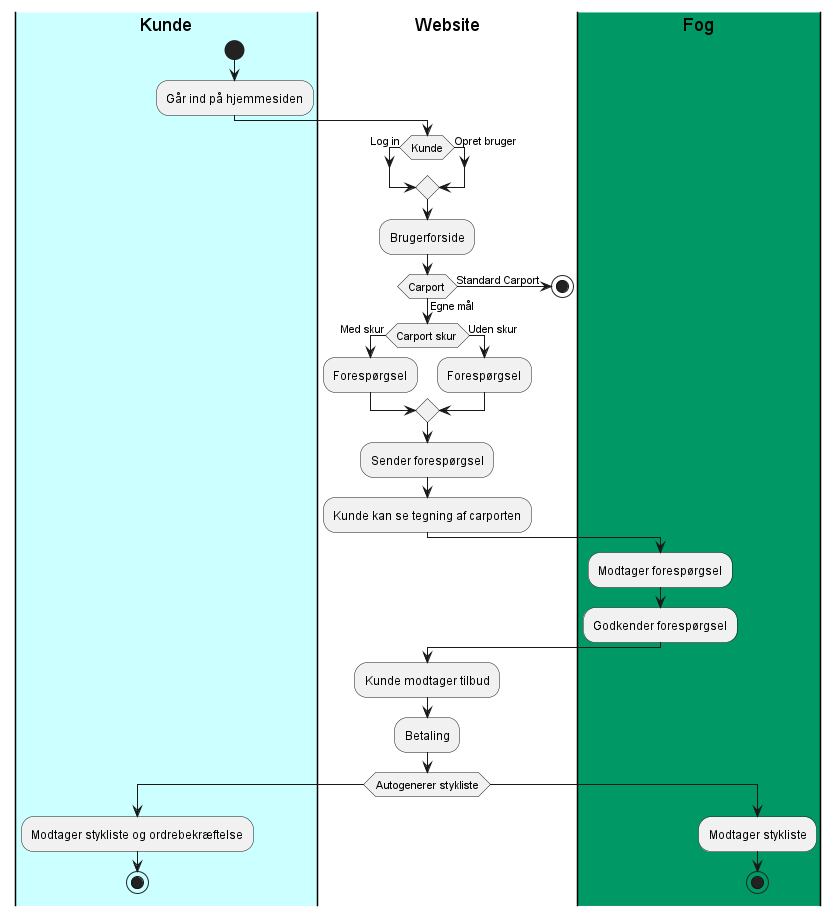 Kunde
Website
Fog
Går ind på hjemmesiden
Log in
Kunde
Opret bruger
Brugerforside
Carport
Standard Carport
Egne mål
Med skur
Carport skur
Uden skur
Forespørgsel
Forespørgsel
Sender forespørgsel
Kunde kan se tegning af carporten
Modtager forespørgsel
Godkender forespørgsel
Kunde modtager tilbud
Betaling
Autogenerer stykliste
Modtager stykliste og ordrebekræftelse
Modtager stykliste